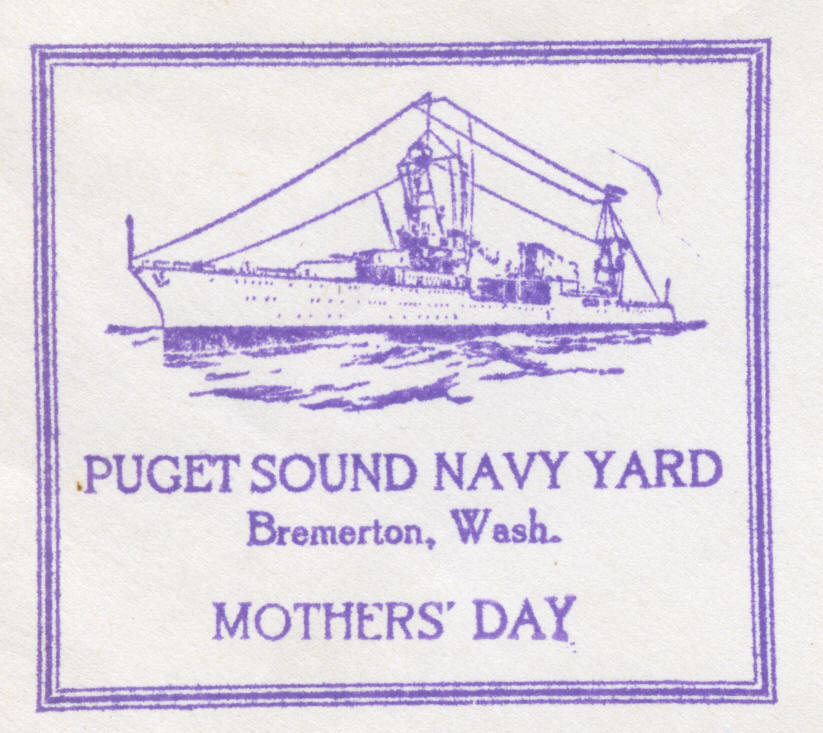 PUGET SOUND NAVY YARD
Bremerton, Wash.
MOTHERS' DAY